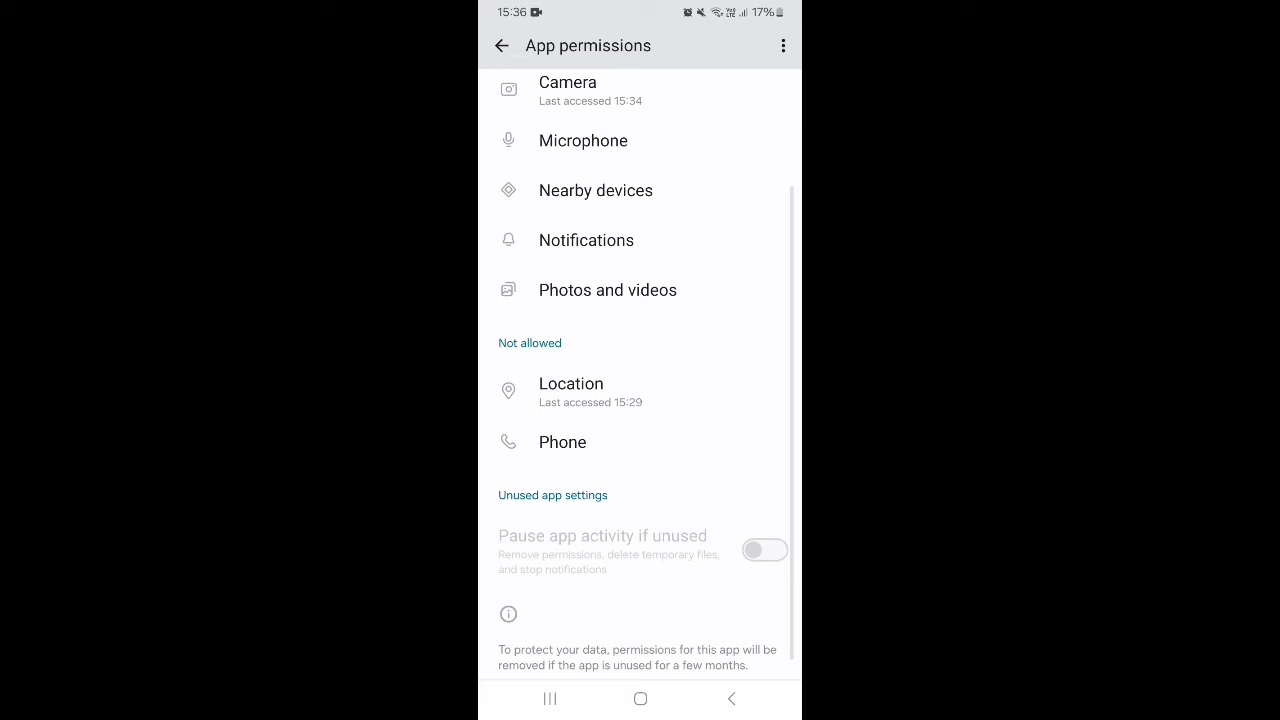 15:36
17%
App permissions
Camera
Last accessed 15:34
Microphone
Nearby devices
Notifications
Photos and videos
Not allowed
Location
Last accessed 15:29
Phone
Unused app settings
Pause app activity if unused
Remove permissions, delete temporary files,
and stop notifications
To protect your data, permissions for this app will be
removed if the app is unused for a few months.